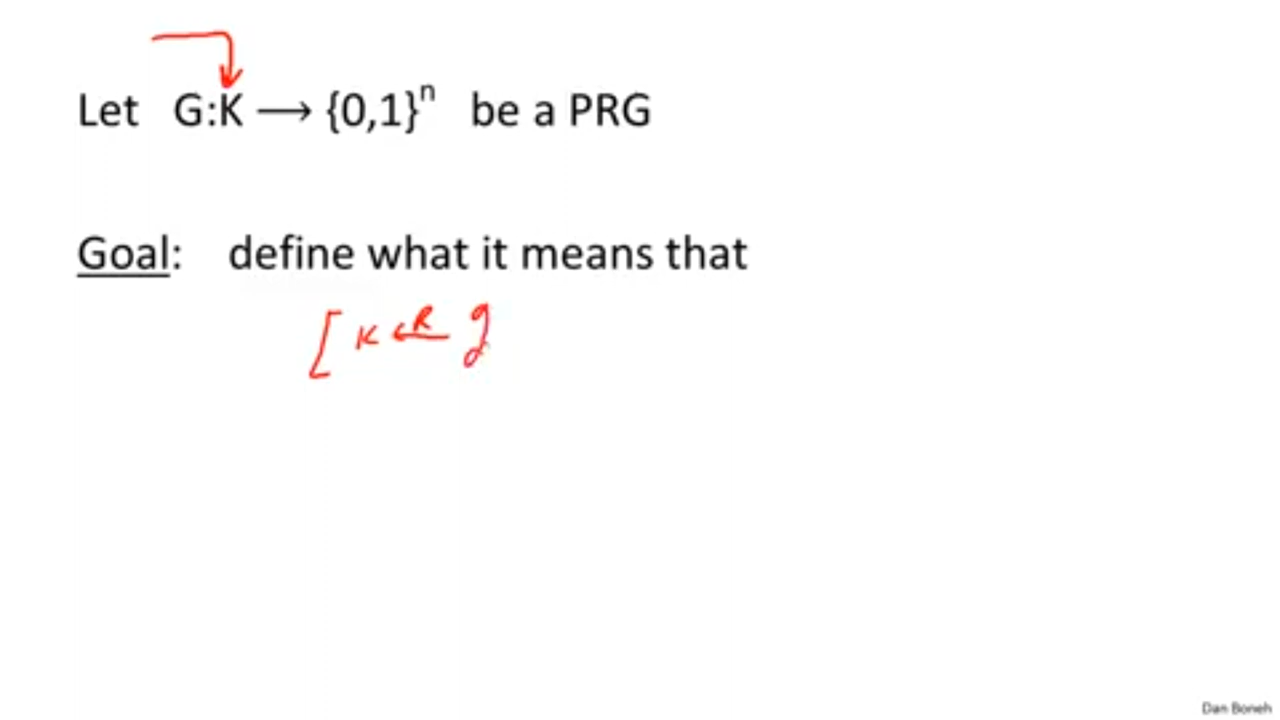 Let G:K ⟶ {0,1}ⁿ be a PRG
Goal: define what it means that
[ K ←R
Dan Boneh